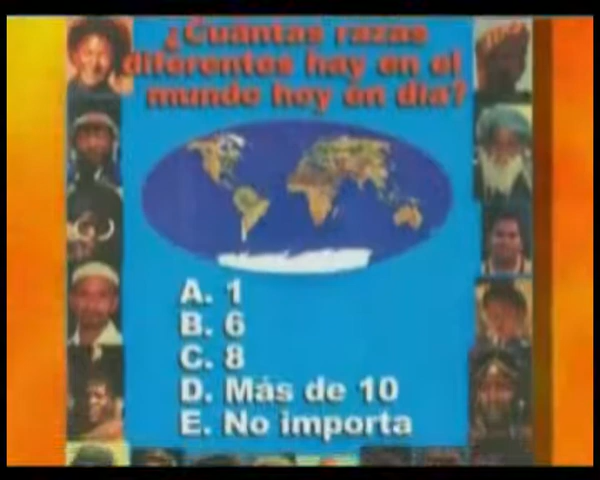 ¿Cuántas razas
diferentes hay en el
mundo hoy en día?
A. 1
B. 6
C. 8
D. Más de 10
E. No importa